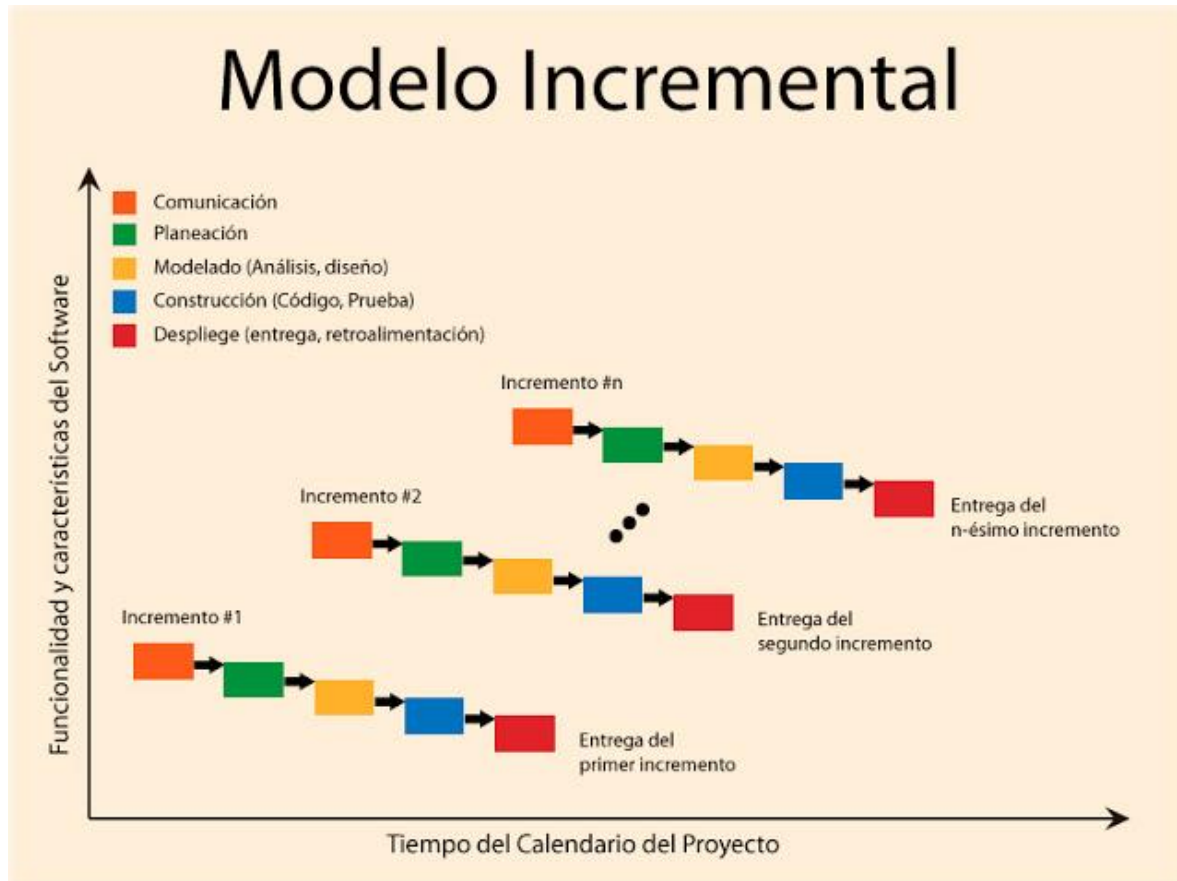 Modelo Incremental
Comunicación
Planeación
Modelado (Análisis, diseño)
Construcción (Código, Prueba)
Despliege (entrega, retroalimentación)
Funcionalidad y características del Software
Incremento #n
Entrega del
n-ésimo incremento
Incremento #2
Entrega del
segundo incremento
Incremento #1
Entrega del
primer incremento
Tiempo del Calendario del Proyecto